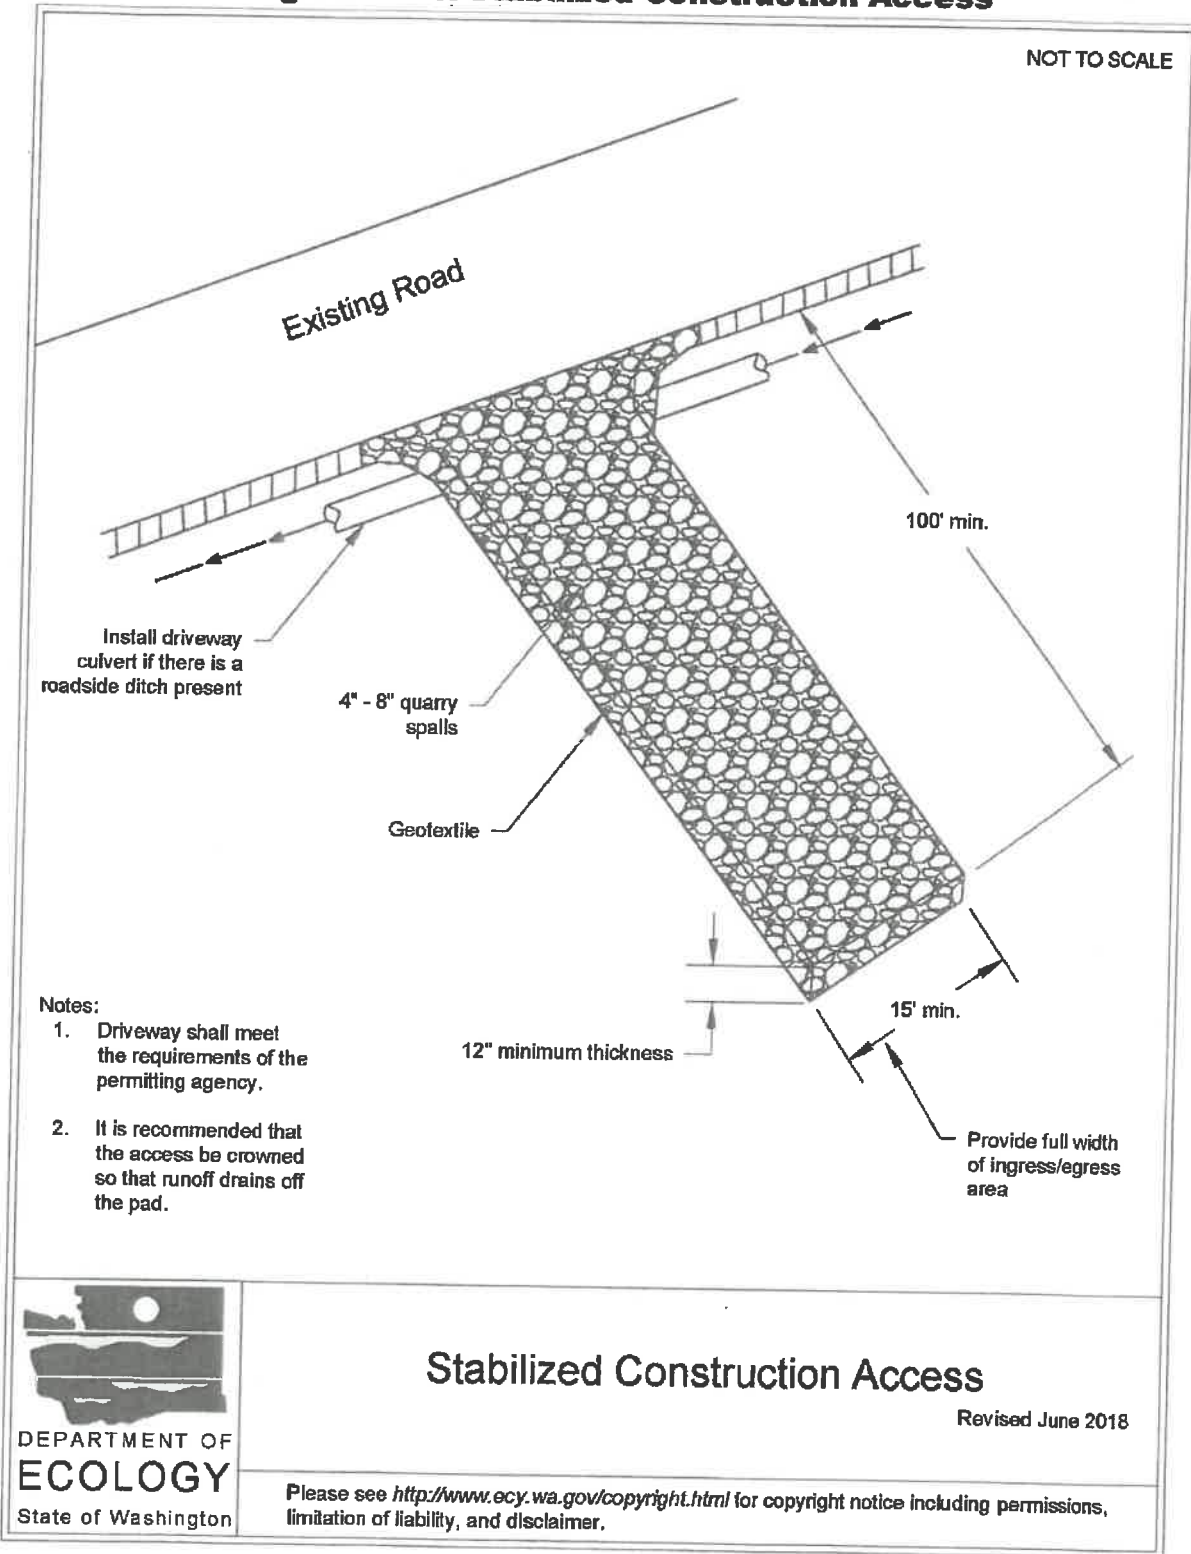 Stabilized Construction Access
NOT TO SCALE
Existing Road
100' min.
Install driveway
culvert if there is a
roadside ditch present
4" - 8" quarry
spalls
Geotextile
12" minimum thickness
15' min.
Provide full width
of ingress/egress
area
Notes:
1. Driveway shall meet
the requirements of the
permitting agency.
2. It is recommended that
the access be crowned
so that runoff drains off
the pad.
DEPARTMENT OF
ECOLOGY
State of Washington
Stabilized Construction Access
Revised June 2018
Please see http://www.ecy.wa.gov/copyright.html for copyright notice including permissions,
limitation of liability, and disclaimer.